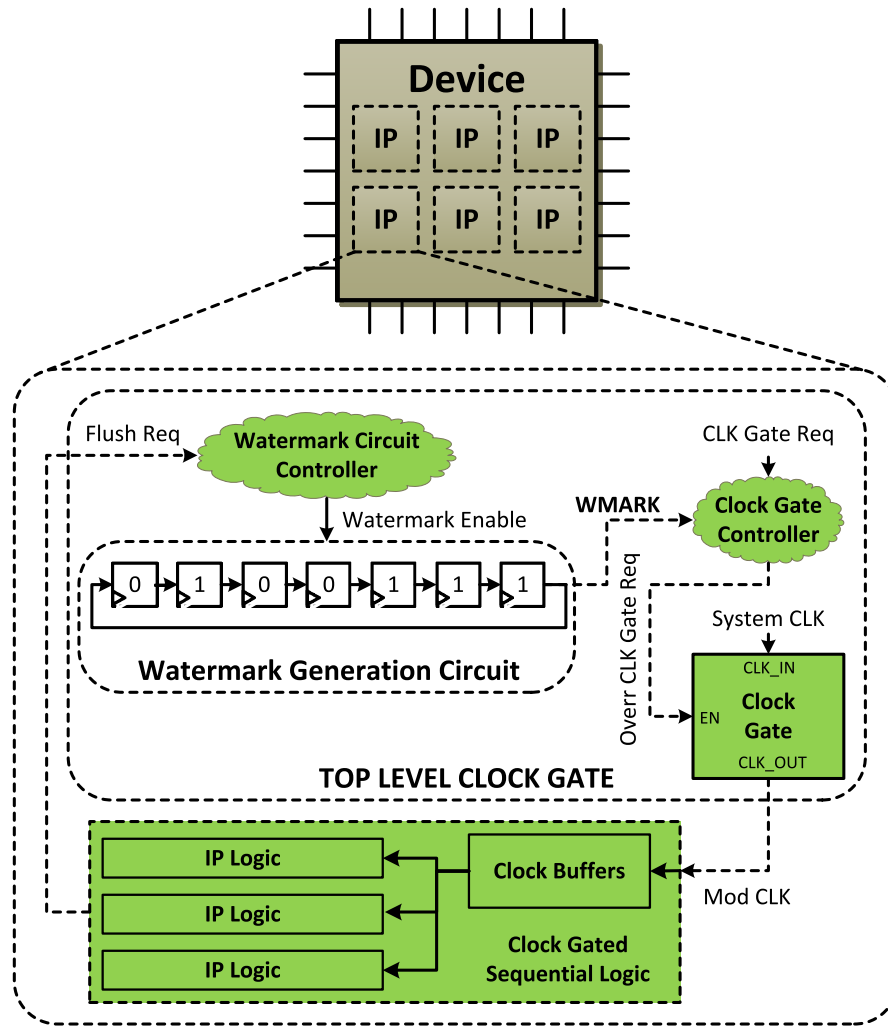 Device
IP IP IP
IP IP IP
Flush Req
Watermark Circuit
Controller
CLK Gate Req
Watermark Enable
WMARK
Clock Gate
Controller
0 1 0 0 1 1 1
Overr CLK Gate Req
System CLK
Watermark Generation Circuit
CLK_IN
Clock
Gate
EN
CLK_OUT
TOP LEVEL CLOCK GATE
IP Logic
Clock Buffers
Mod CLK
IP Logic
Clock Gated
Sequential Logic
IP Logic